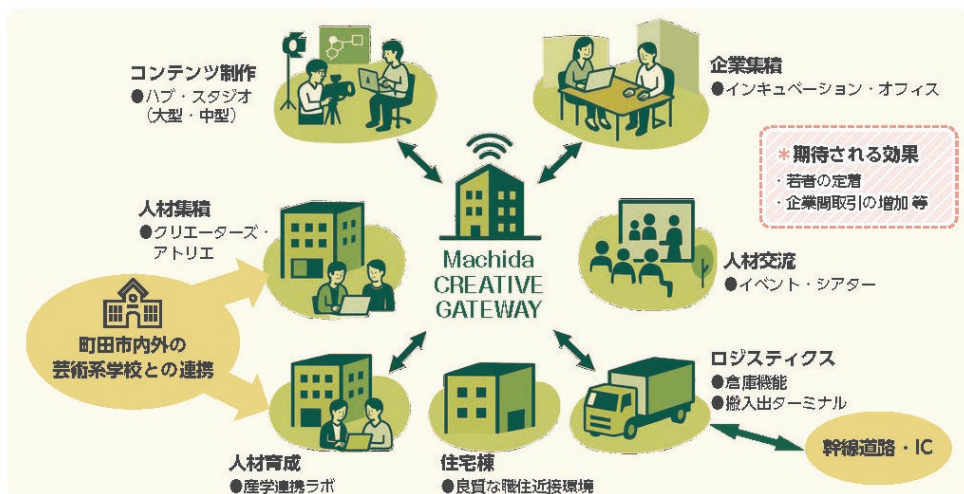 コンテンツ制作
●ハブ・スタジオ
（大型・中型）
企業集積
●インキュベーション・オフィス
＊期待される効果
・若者の定着
・企業間取引の増加 等
人材集積
●クリエーターズ・
アトリエ
Machida
CREATIVE
GATEWAY
人材交流
●イベント・シアター
町田市内外の
芸術系学校との連携
ロジスティクス
●倉庫機能
●搬入出ターミナル
幹線道路・IC
人材育成
●産学連携ラボ
住宅棟
●良質な職住近接環境